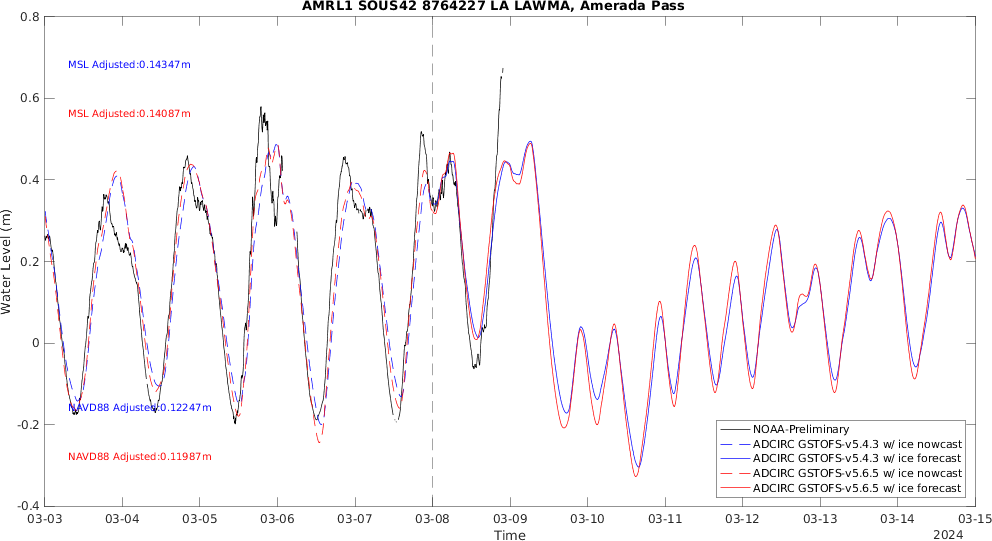 AMRL1 SOUS42 8764227 LA LAWMA, Amerada Pass
0.8
MSL Adjusted:0.14347m
0.6
MSL Adjusted:0.14087m
0.4
Water Level (m)
0.2
0
NAVD88 Adjusted:0.12247m
-0.2
NAVD88 Adjusted:0.11987m
-0.4
NOAA-Preliminary
ADCIRC GSTOFS-v5.4.3 w/ ice nowcast
ADCIRC GSTOFS-v5.4.3 w/ ice forecast
ADCIRC GSTOFS-v5.6.5 w/ ice nowcast
ADCIRC GSTOFS-v5.6.5 w/ ice forecast
03-03 03-04 03-05 03-06 03-07 03-08 03-09 03-10 03-11 03-12 03-13 03-14 03-15
Time
2024